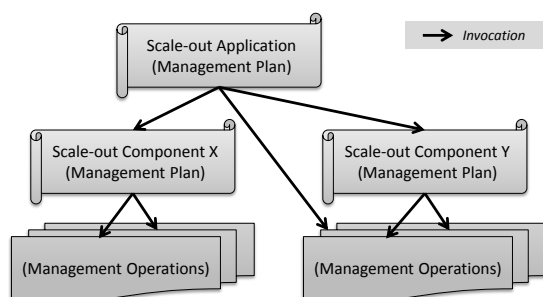 Scale-out Application
(Management Plan)
Invocation
Scale-out Component X
(Management Plan)
Scale-out Component Y
(Management Plan)
(Management Operations)
(Management Operations)